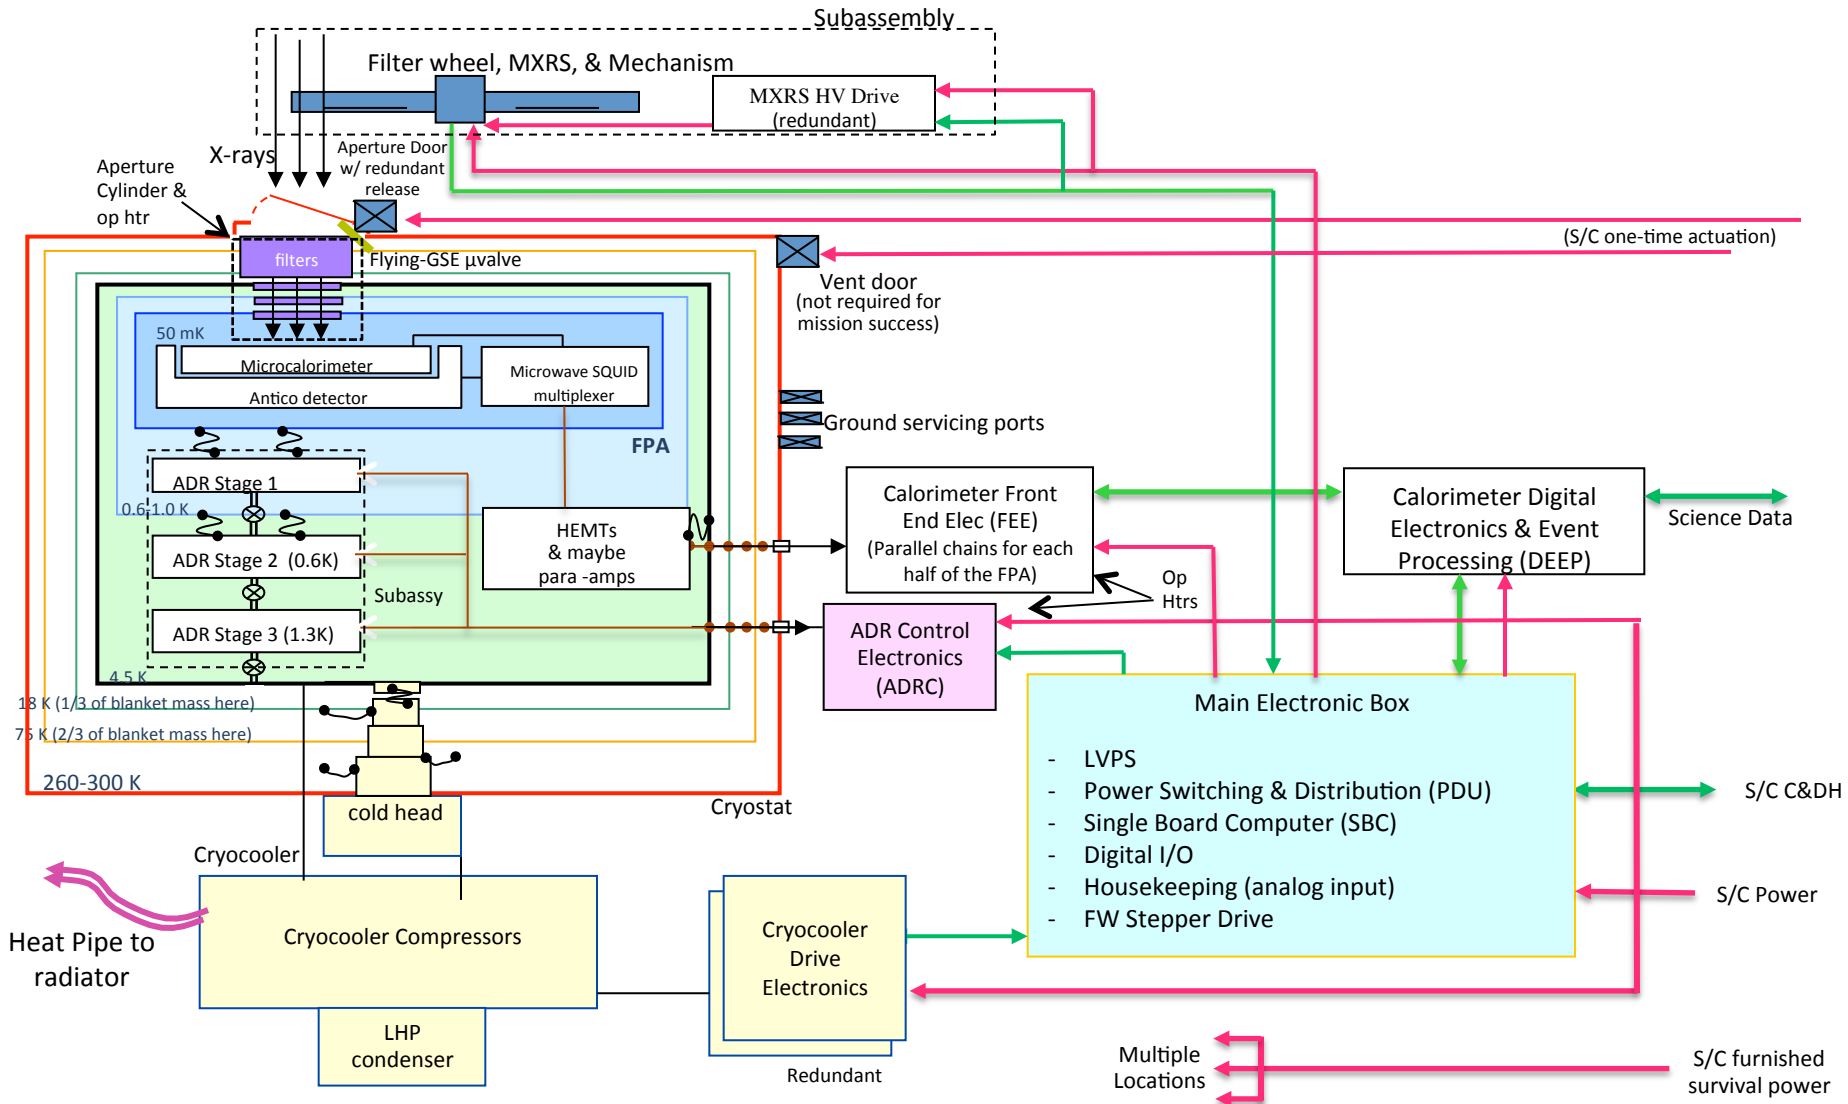 Subassembly
Filter wheel, MXRS, & Mechanism
MXRS HV Drive
(redundant)
X-rays
Aperture Door
w/ redundant
release
Aperture
Cylinder &
op htr
(S/C one-time actuation)
filters
Flying-GSE μvalve
Vent door
(not required for
mission success)
50 mK
Microcalorimeter
Antico detector
Microwave SQUID
multiplexer
FPA
Ground servicing ports
ADR Stage 1
0.6-1.0 K
ADR Stage 2 (0.6K)
Subassy
ADR Stage 3 (1.3K)
HEMTs
& maybe
para -amps
4.5 K
18 K (1/3 of blanket mass here)
75 K (2/3 of blanket mass here)
260-300 K
Cryostat
Calorimeter Front
End Elec (FEE)
(Parallel chains for each
half of the FPA)
Op
Htrs
Calorimeter Digital
Electronics & Event
Processing (DEEP)
Science Data
ADR Control
Electronics
(ADRC)
Main Electronic Box
- LVPS
- Power Switching & Distribution (PDU)
- Single Board Computer (SBC)
- Digital I/O
- Housekeeping (analog input)
- FW Stepper Drive
S/C C&DH
S/C Power
cold head
Cryocooler
Cryocooler Compressors
Heat Pipe to
radiator
LHP
condenser
Cryocooler
Drive
Electronics
Redundant
Multiple
Locations
S/C furnished
survival power